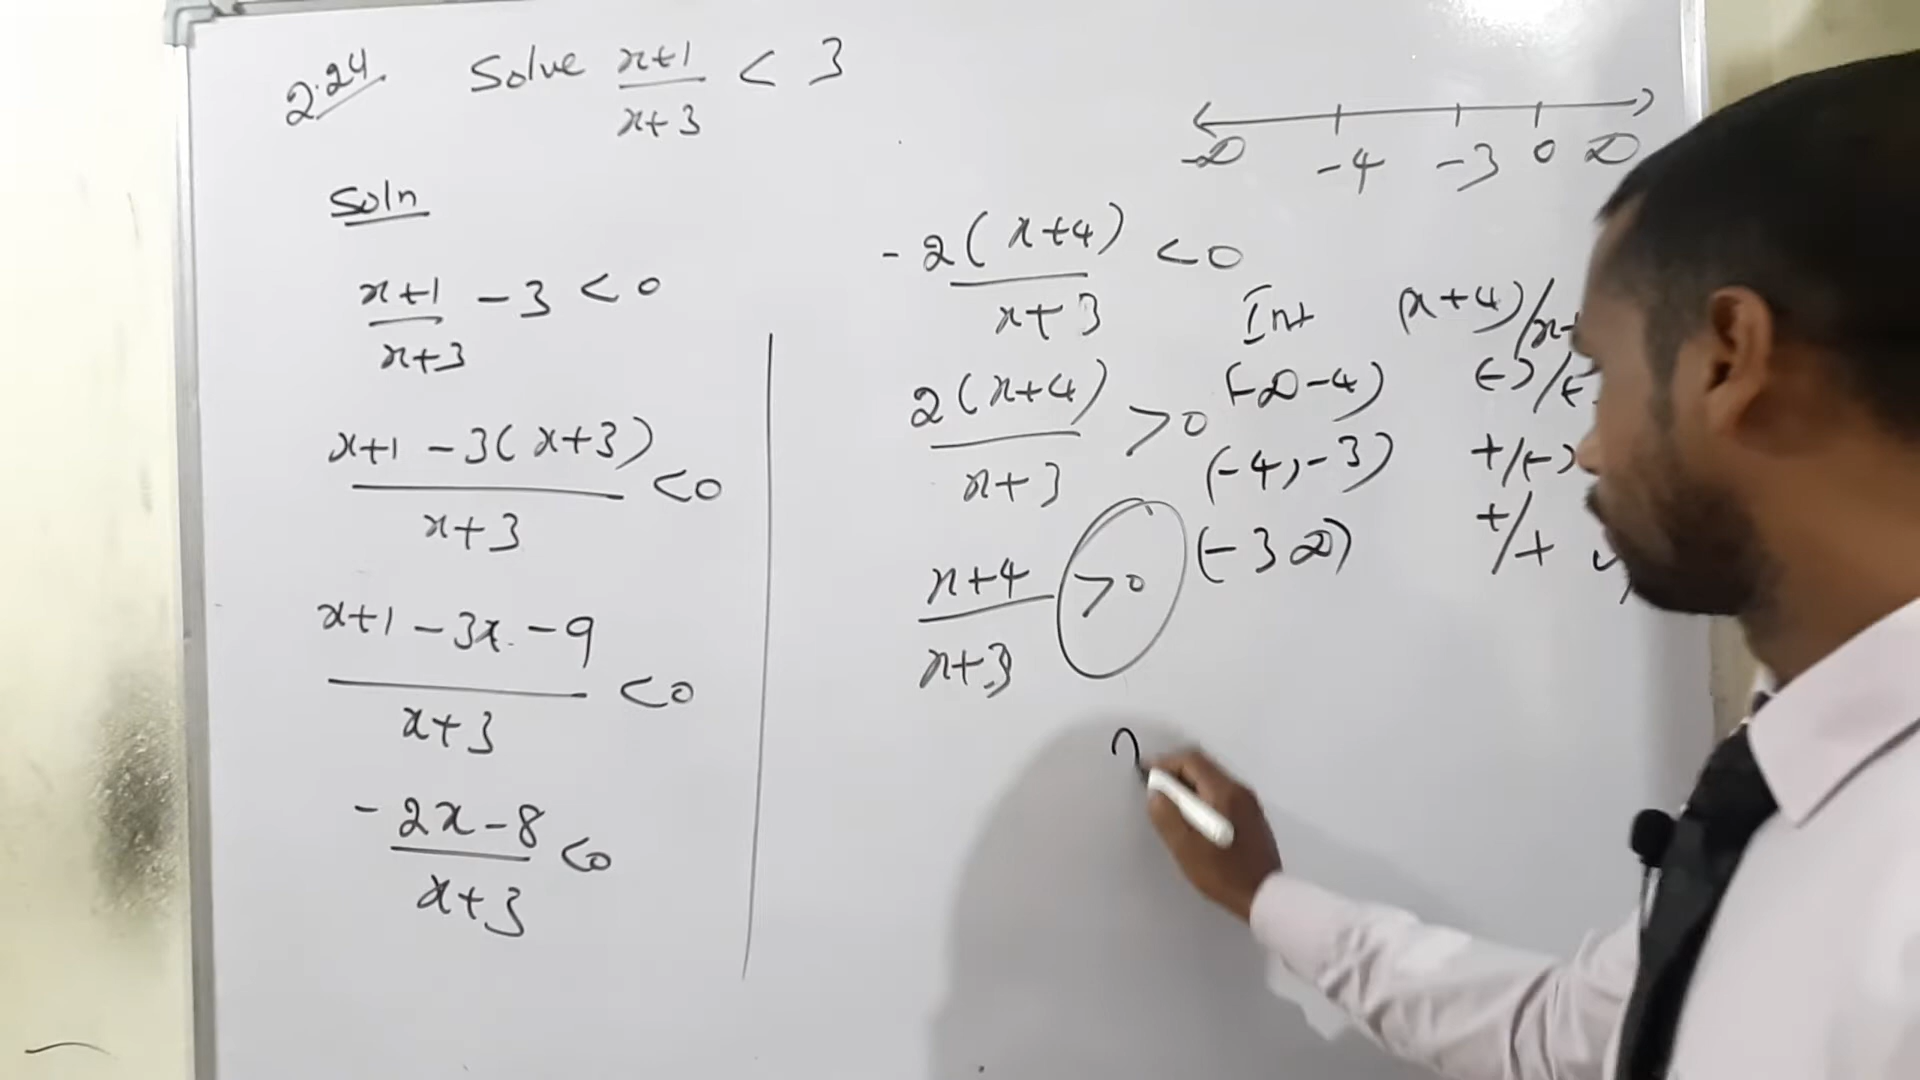 2.24 Solve x+1/x+3 < 3
Soln
x+1/x+3 - 3 < 0
x+1 - 3(x+3)/x+3 < 0
x+1 - 3x - 9/x+3 < 0
-2x - 8/x+3 < 0
-∞ -4 -3 0 ∞
-2(x+4)/x+3 < 0
2(x+4)/x+3 > 0
x+4/x+3 > 0
Int (x+4)/x+
(-∞ -4) (-)/(-
(-4, -3) +/(-)
(-3 ∞) +/+